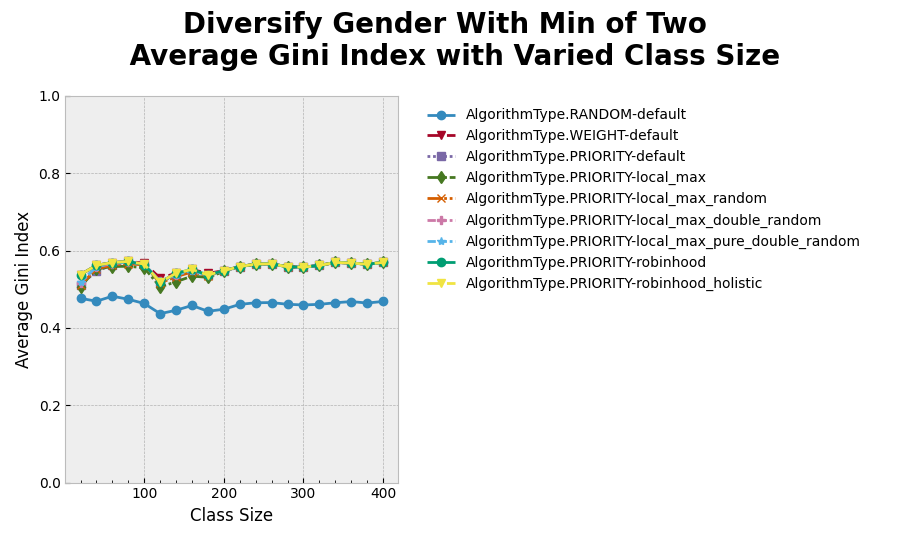 Diversify Gender With Min of Two
Average Gini Index with Varied Class Size
1.0
0.8
0.6
0.4
0.2
0.0
Average Gini Index
100
200
300
400
Class Size
AlgorithmType.RANDOM-default
AlgorithmType.WEIGHT-default
AlgorithmType.PRIORITY-default
AlgorithmType.PRIORITY-local_max
AlgorithmType.PRIORITY-local_max_random
AlgorithmType.PRIORITY-local_max_double_random
AlgorithmType.PRIORITY-local_max_pure_double_random
AlgorithmType.PRIORITY-robinhood
AlgorithmType.PRIORITY-robinhood_holistic